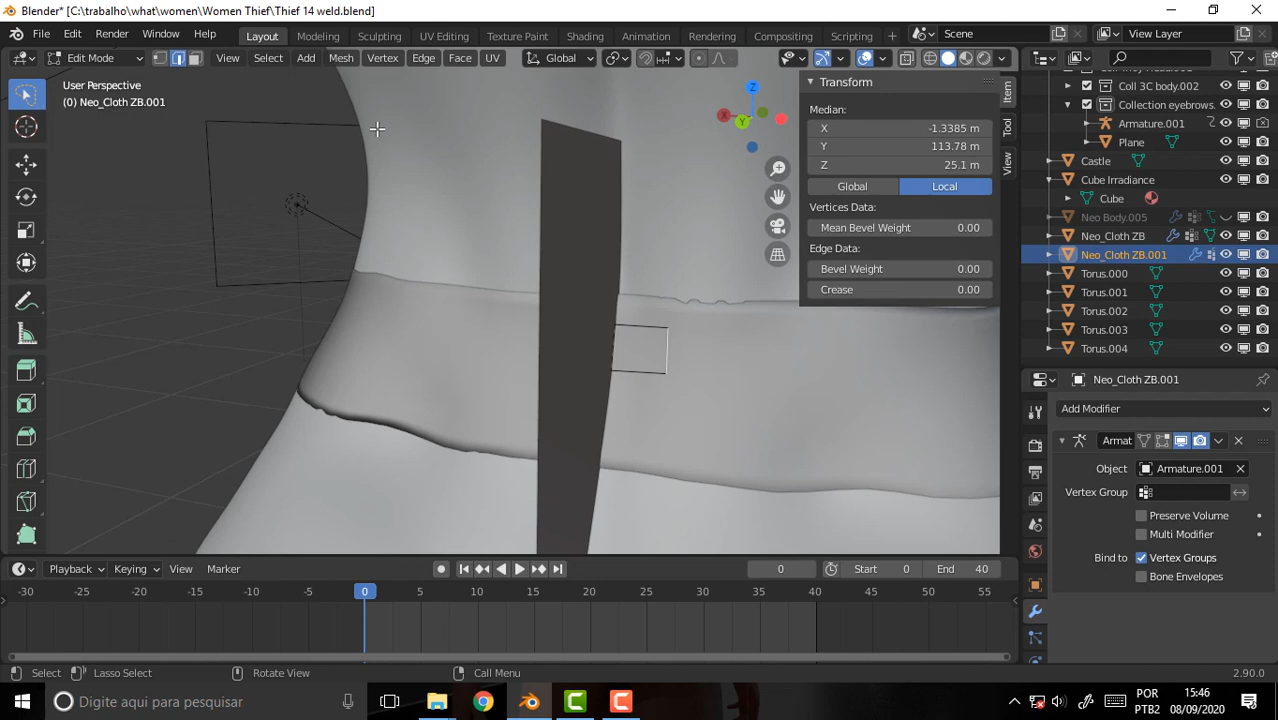 Blender* [C:\trabalho\what\women\Women Thief\Thief 14 weld.blend]
File Edit Render Window Help Layout Modeling Sculpting UV Editing Texture Paint Shading Animation Rendering Compositing Scripting Scene View Layer
Edit Mode View Select Add Mesh Vertex Edge Face UV Global
User Perspective
(0) Neo_Cloth ZB.001
Z
X
Y
Transform
Median:
X -1.3385 m
Y 113.78 m
Z 25.1 m
Global Local
Vertices Data:
Mean Bevel Weight 0.00
Edge Data:
Bevel Weight 0.00
Crease 0.00
Item
Tool
View
Coll 3C body.002
Collection eyebrows.
Armature.001
Plane
Castle
Cube Irradiance
Cube
Neo Body.005
Neo_Cloth ZB
Neo_Cloth ZB.001
Torus.000
Torus.001
Torus.002
Torus.003
Torus.004
Neo_Cloth ZB.001
Add Modifier
Armat
Object Armature.001
Vertex Group
Preserve Volume
Multi Modifier
Bind to Vertex Groups
Bone Envelopes
Playback Keying View Marker 0 Start 0 End 40
-30 -25 -20 -15 -10 -5 0 5 10 15 20 25 30 35 40 45 50 55
Select Lasso Select Rotate View Call Menu 2.90.0
Digite aqui para pesquisar
POR
PTB2
15:46
08/09/2020